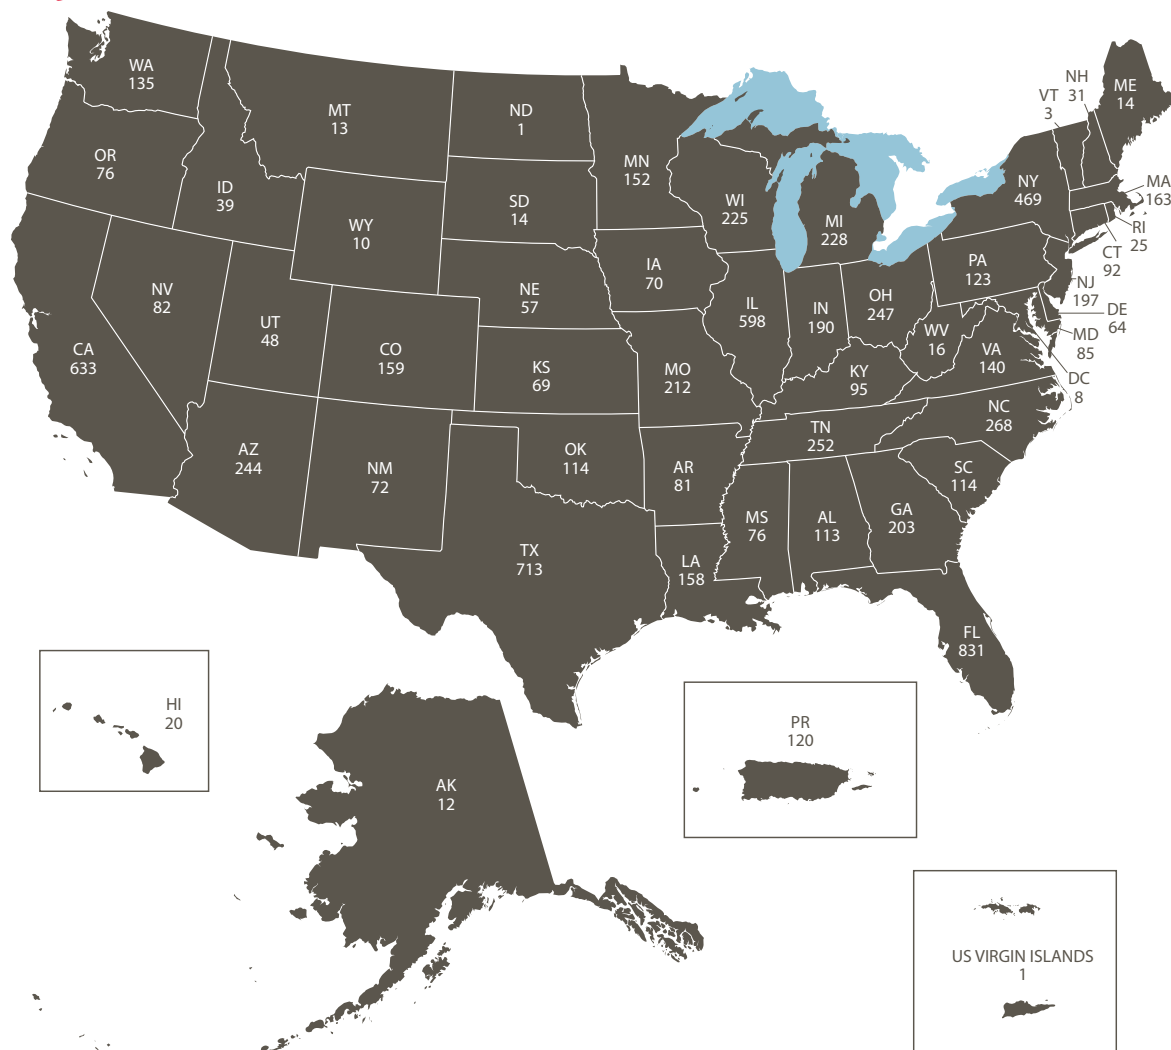 WA
135
MT
13
ND
1
MN
152
OR
76
ID
39
SD
14
WY
10
WI
225
MI
228
NH
31
VT
3
ME
14
NY
469
MA
163
RI
25
CT
92
NV
82
UT
48
NE
57
IA
70
IL
598
IN
190
OH
247
PA
123
NJ
197
DE
64
MD
85
DC
8
WV
16
VA
140
CA
633
CO
159
KS
69
MO
212
KY
95
NC
268
TN
252
AZ
244
NM
72
OK
114
AR
81
SC
114
MS
76
AL
113
GA
203
TX
713
LA
158
FL
831
HI
20
AK
12
PR
120
US VIRGIN ISLANDS
1